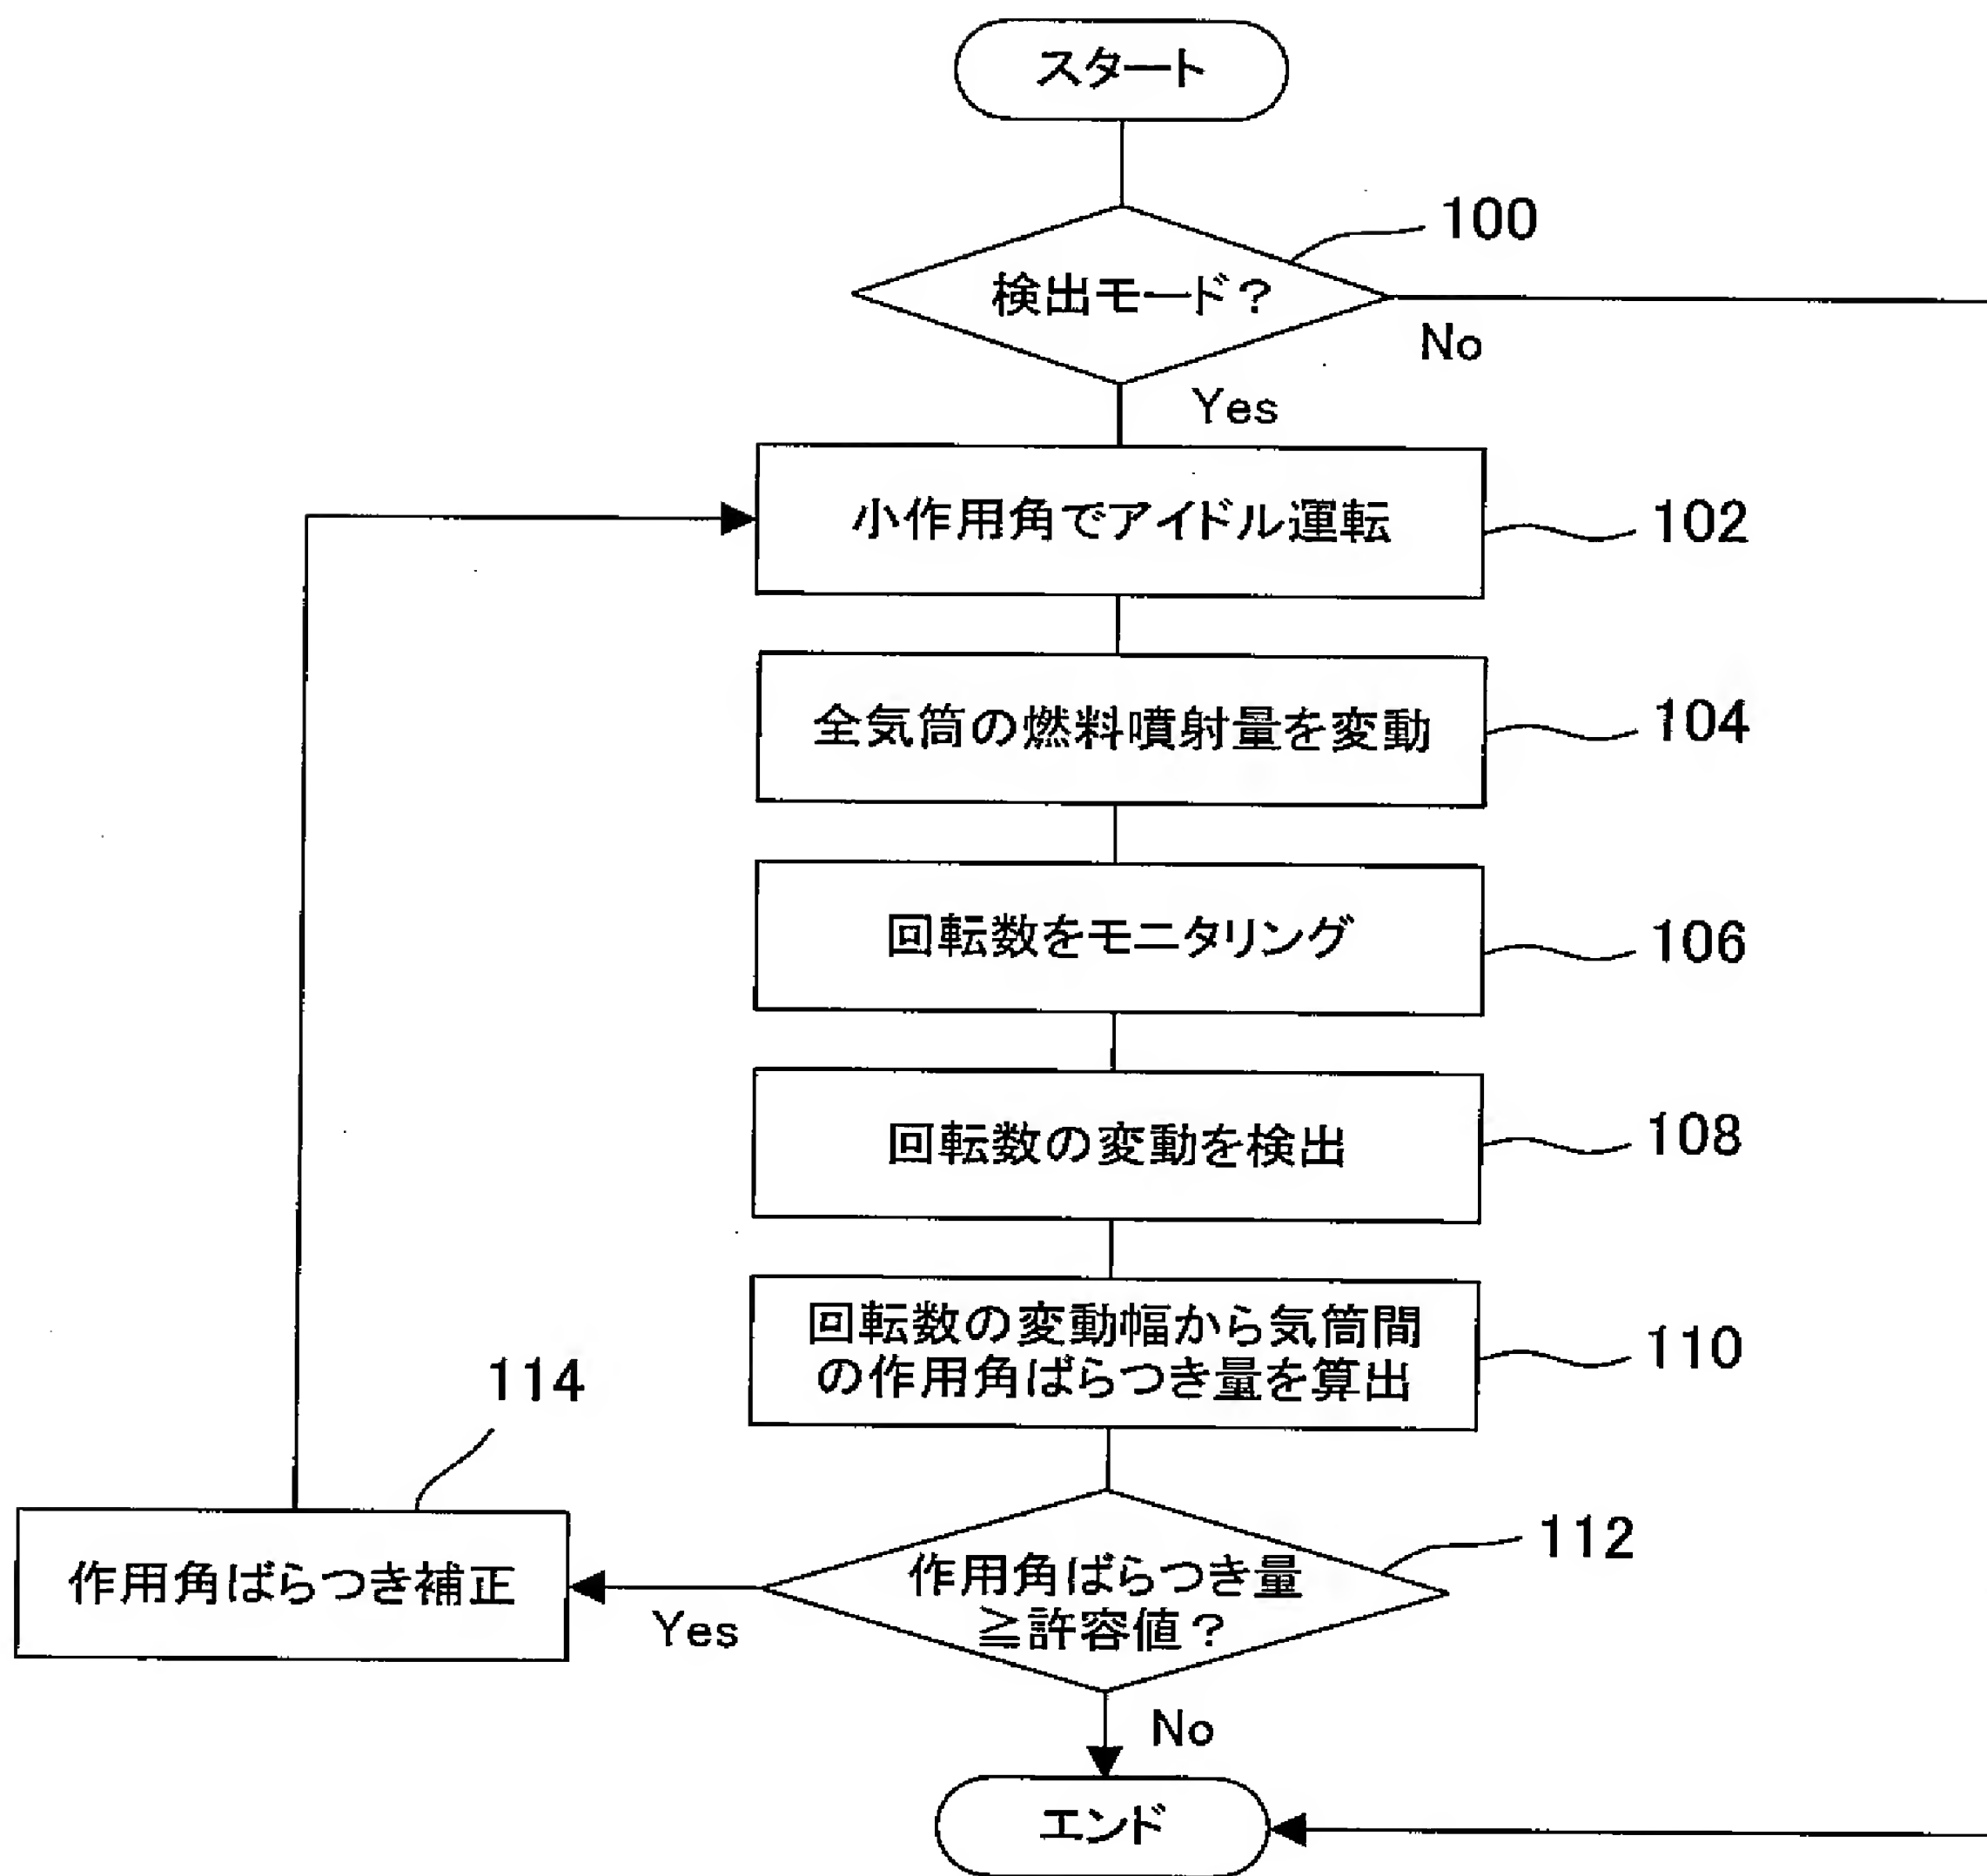 スタート
100
検出モード？
No
Yes
小作用角でアイドル運転
102
全気筒の燃料噴射量を変動
104
回転数をモニタリング
106
回転数の変動を検出
108
回転数の変動幅から気筒間
の作用角ばらつき量を算出
110
114
112
作用角ばらつき量
≧許容値？
作用角ばらつき補正
Yes
No
エンド